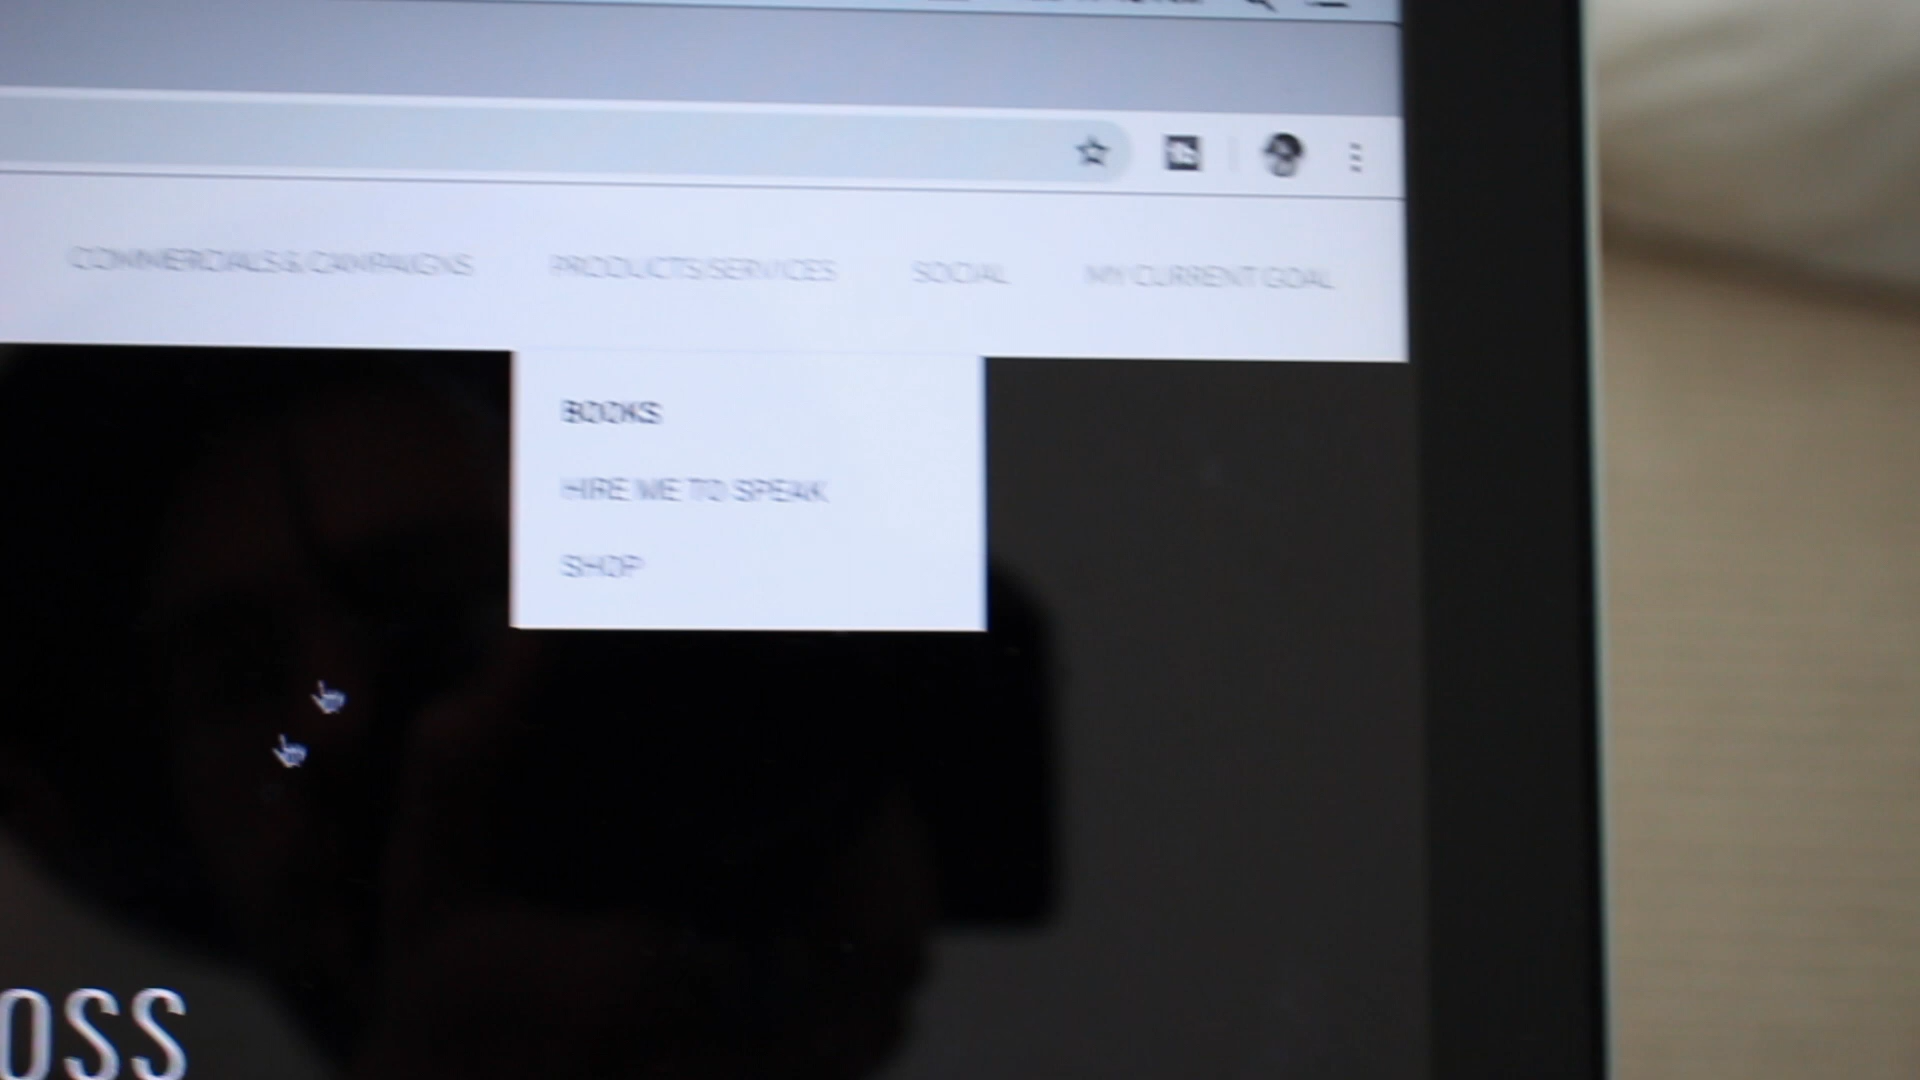 COMMERCIALS & CAMPAIGNS PRODUCTS SERVICES SOCIAL MY CURRENT GOAL
BOOKS
HIRE ME TO SPEAK
SHOP
OSS